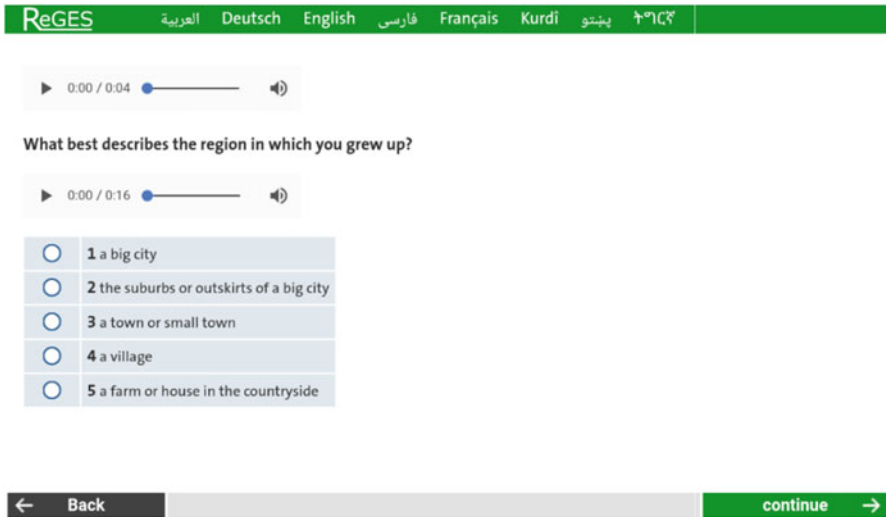 ReGES العربية Deutsch English فارسی Français Kurdî پښتو ትግርኛ
0:00 / 0:04
What best describes the region in which you grew up?
0:00 / 0:16
1 a big city
2 the suburbs or outskirts of a big city
3 a town or small town
4 a village
5 a farm or house in the countryside
← Back continue →